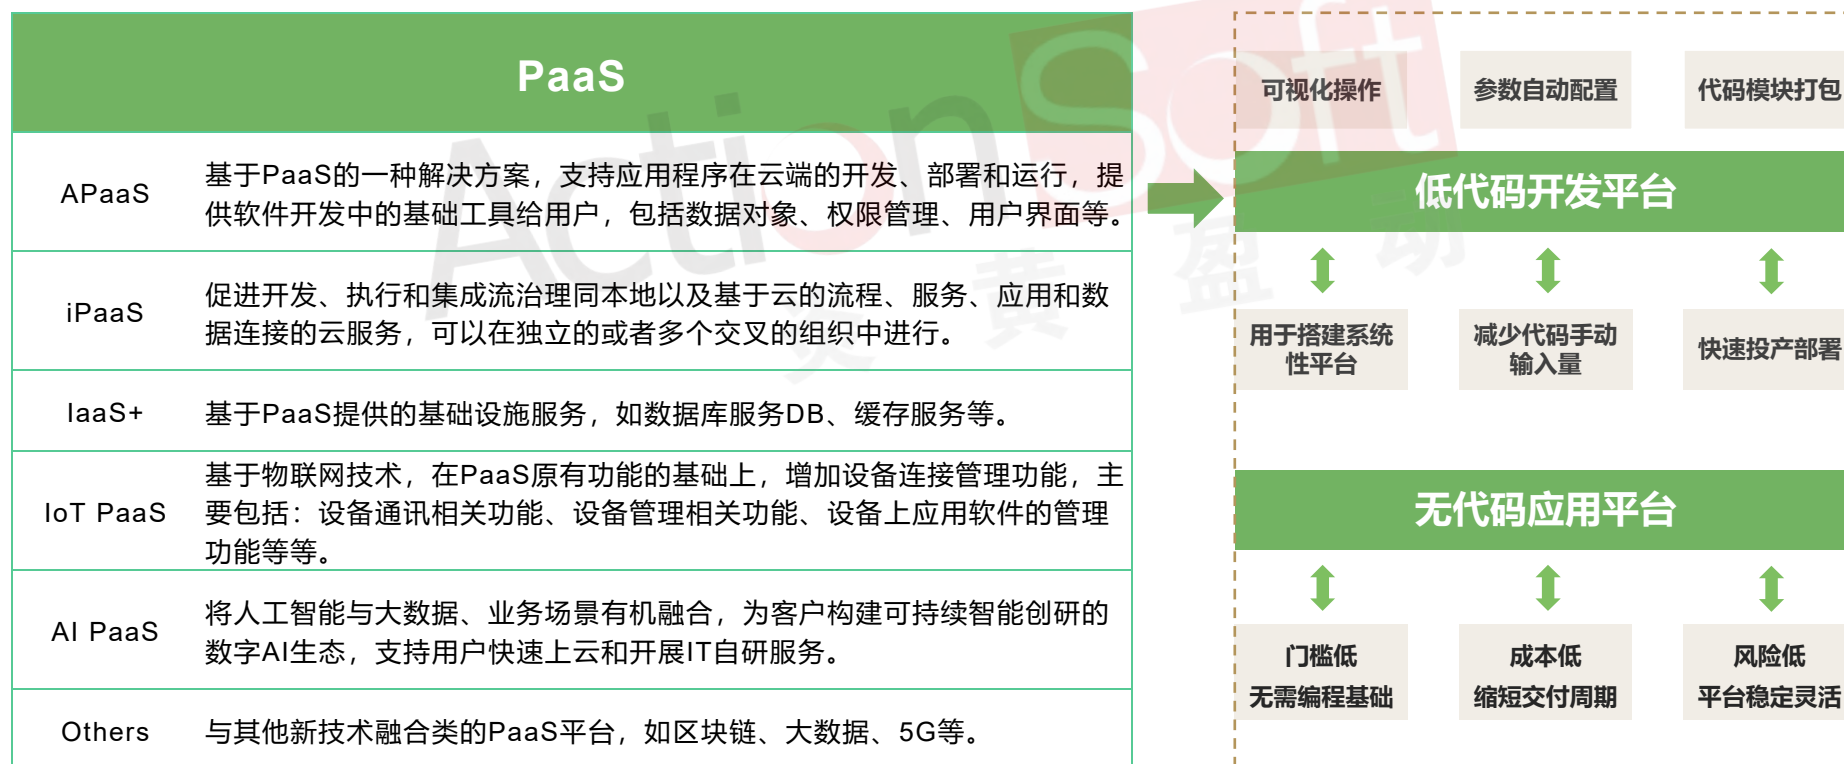 PaaS
APaaS
基于PaaS的一种解决方案，支持应用程序在云端的开发、部署和运行，提
供软件开发中的基础工具给用户，包括数据对象、权限管理、用户界面等。
iPaaS
促进开发、执行和集成流治理同本地以及基于云的流程、服务、应用和数
据连接的云服务，可以在独立的或者多个交叉的组织中进行。
IaaS+
基于PaaS提供的基础设施服务，如数据库服务DB、缓存服务等。
IoT PaaS
基于物联网技术，在PaaS原有功能的基础上，增加设备连接管理功能，主
要包括：设备通讯相关功能、设备管理相关功能、设备上应用软件的管理
功能等等。
AI PaaS
将人工智能与大数据、业务场景有机融合，为客户构建可持续智能创研的
数字AI生态，支持用户快速上云和开展IT自研服务。
Others
与其他新技术融合类的PaaS平台，如区块链、大数据、5G等。
可视化操作
参数自动配置
代码模块打包
低代码开发平台
用于搭建系统
性平台
减少代码手动
输入量
快速投产部署
无代码应用平台
门槛低
无需编程基础
成本低
缩短交付周期
风险低
平台稳定灵活
ActionSoft
炎黄盈动